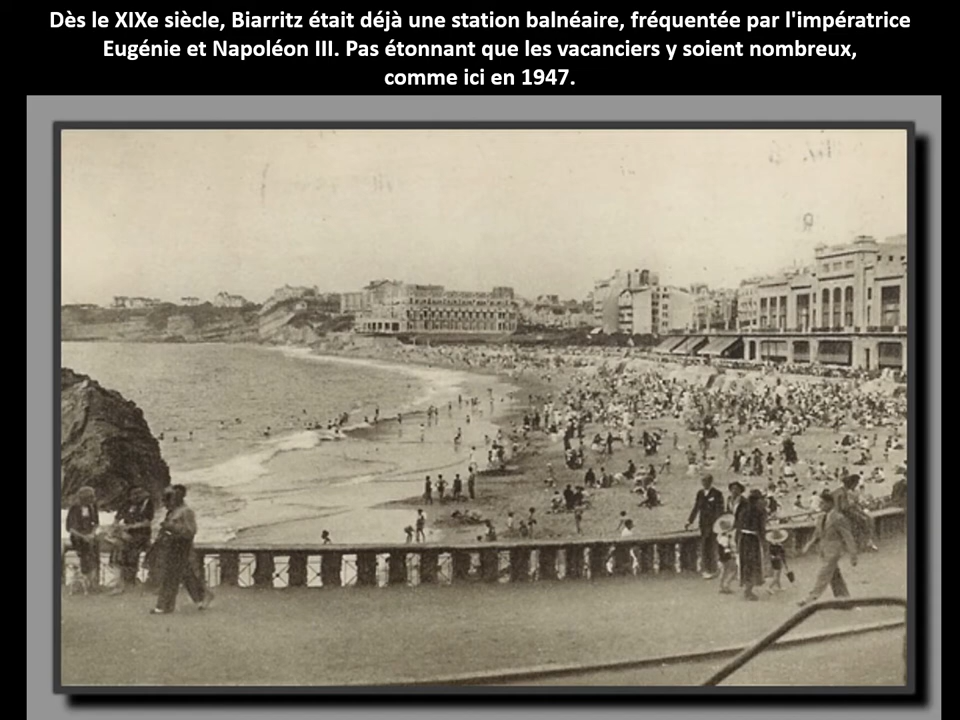 Dès le XIXe siècle, Biarritz était déjà une station balnéaire, fréquentée par l'impératrice
Eugénie et Napoléon III. Pas étonnant que les vacanciers y soient nombreux,
comme ici en 1947.